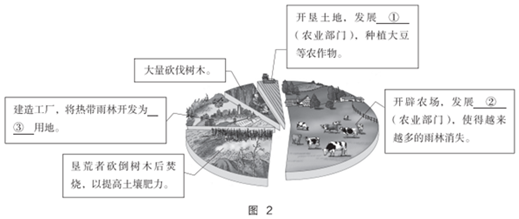 开垦土地，发展 ①
（农业部门），种植大豆
等农作物。
大量砍伐树木。
建造工厂，将热带雨林开发为
③ 用地。
开辟农场，发展 ②
（农业部门），使得越来
越多的雨林消失。
垦荒者砍倒树木后焚
烧，以提高土壤肥力。
图 2